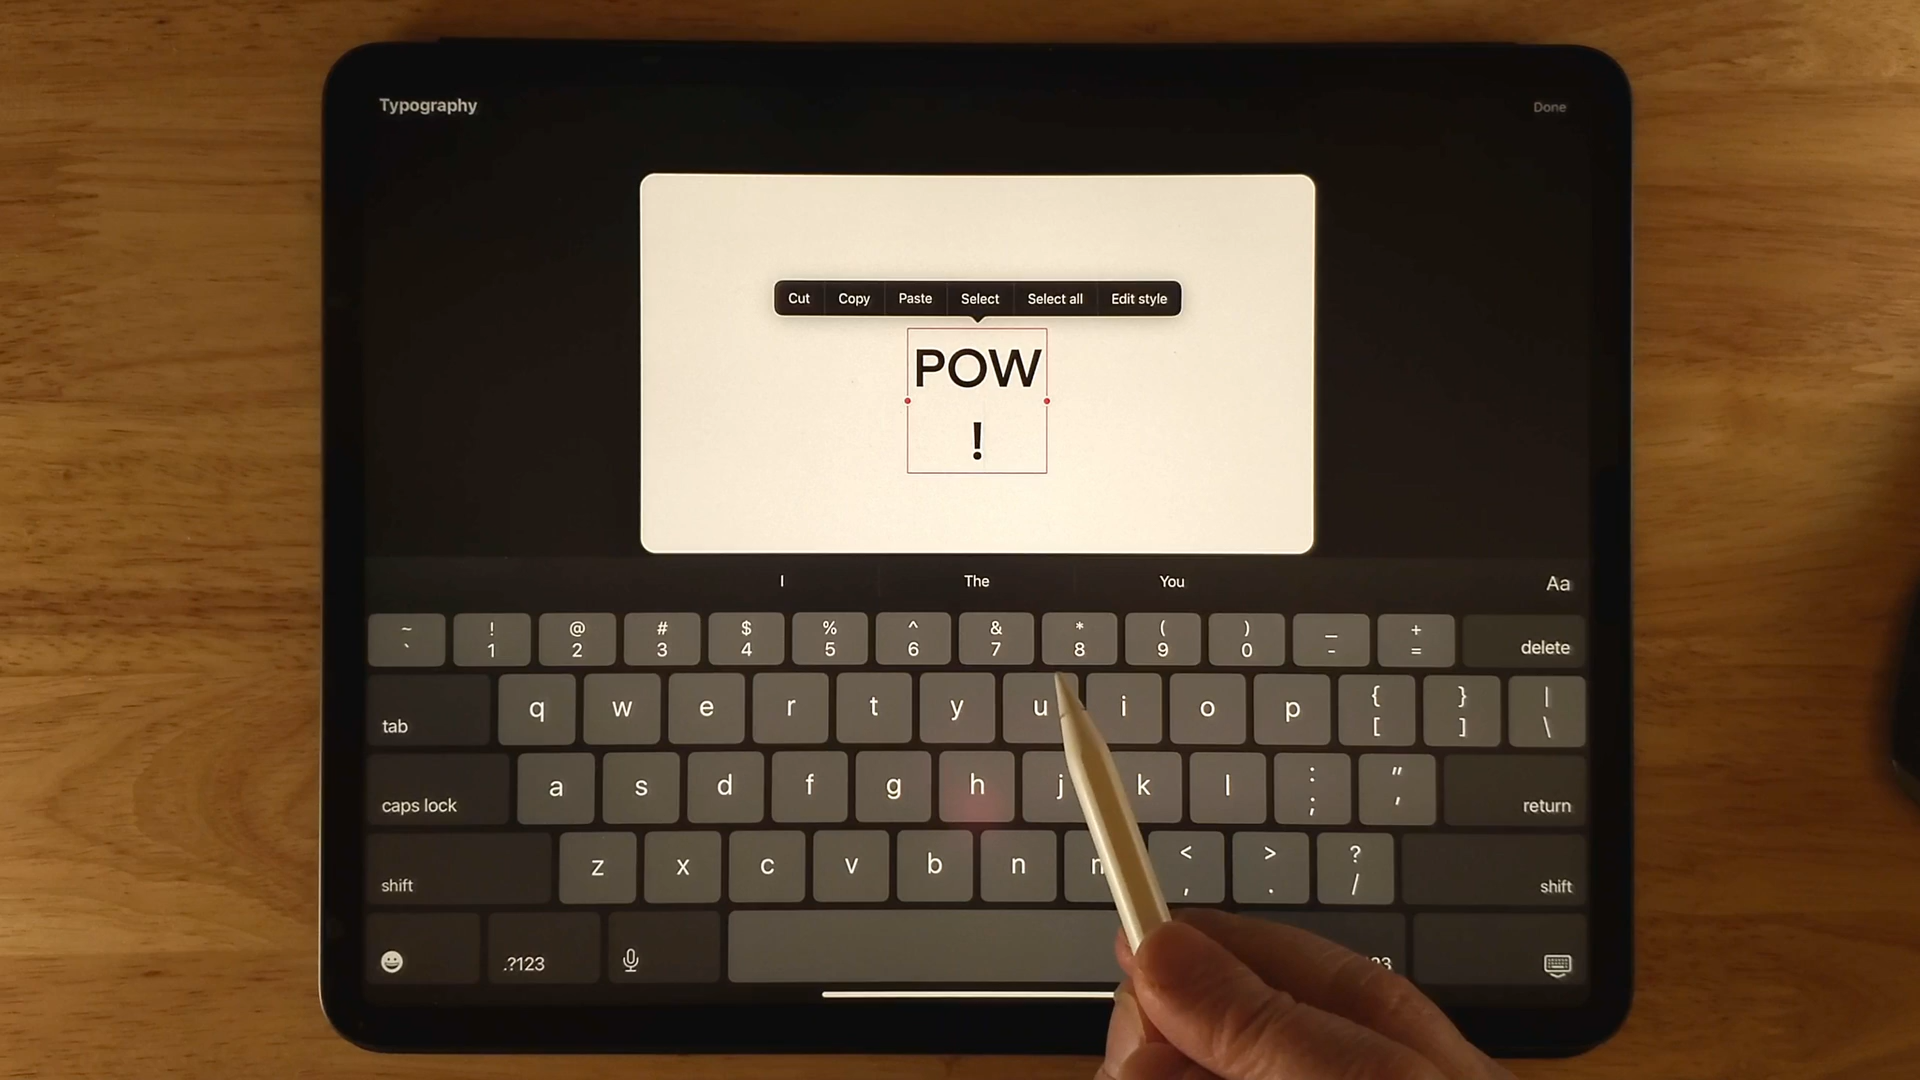 Typography
Done
Cut Copy Paste Select Select all Edit style
POW
!
I The You Aa
~ ! @ # $ % ^ & * ( ) _ +
` 1 2 3 4 5 6 7 8 9 0 - = delete
tab q w e r t y u i o p { [ } ] | \
caps lock a s d f g h j k l : ; " ' return
shift z x c v b n m < , > . ? / shift
.?123